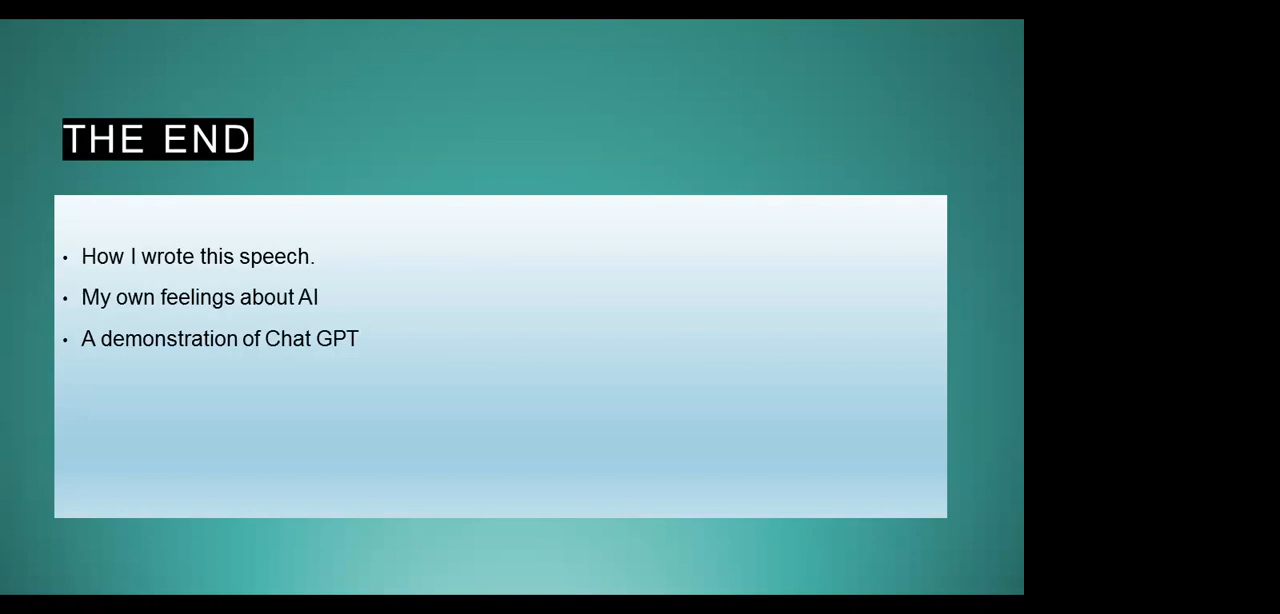 THE END
• How I wrote this speech.
• My own feelings about AI
• A demonstration of Chat GPT